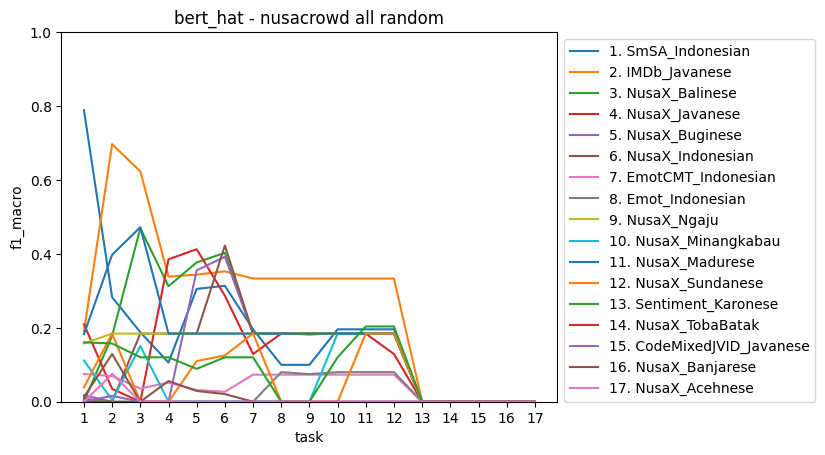 bert_hat - nusacrowd all random
1.0
0.8
0.6
0.4
0.2
0.0
f1_macro
1 2 3 4 5 6 7 8 9 10 11 12 13 14 15 16 17
task
1. SmSA_Indonesian
2. IMDb_Javanese
3. NusaX_Balinese
4. NusaX_Javanese
5. NusaX_Buginese
6. NusaX_Indonesian
7. EmotCMT_Indonesian
8. Emot_Indonesian
9. NusaX_Ngaju
10. NusaX_Minangkabau
11. NusaX_Madurese
12. NusaX_Sundanese
13. Sentiment_Karonese
14. NusaX_TobaBatak
15. CodeMixedJVID_Javanese
16. NusaX_Banjarese
17. NusaX_Acehnese